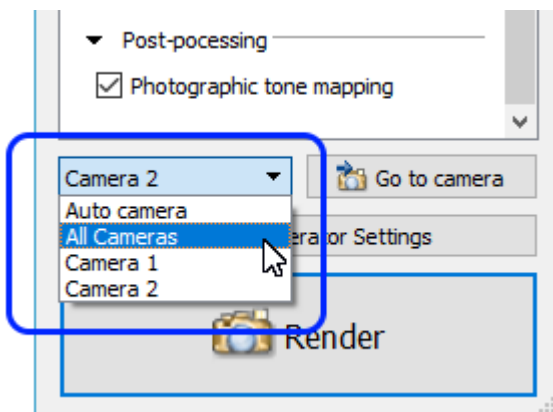 Post-pocessing
Photographic tone mapping
Camera 2
Go to camera
Auto camera
All Cameras
erator Settings
Camera 1
Camera 2
Render